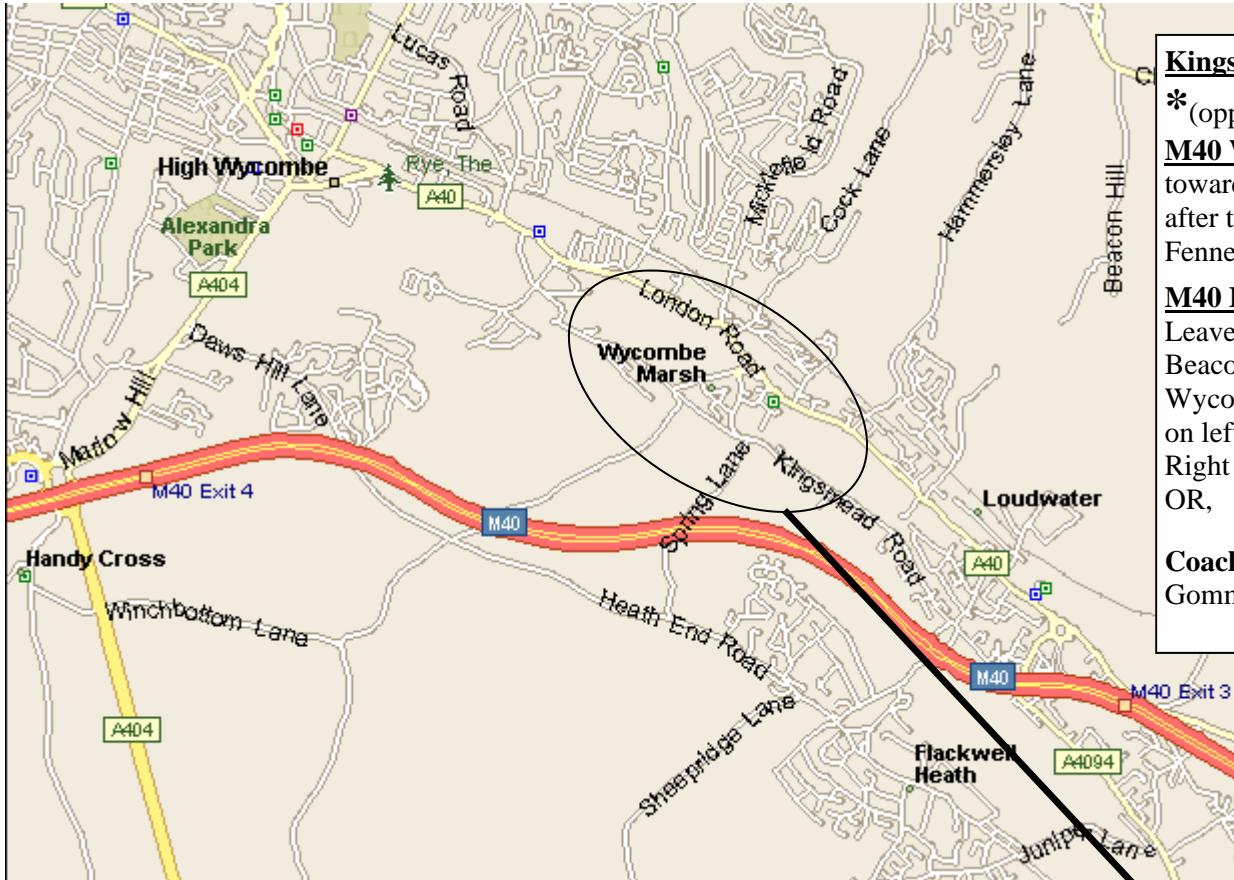 Lucas Road
High Wycombe
Rye, The
A40
Alexandra
Park
A404
Micklefield Road
Cock Lane
Hammersley Lane
Beacon Hill
London Road
Wycombe
Marsh
Daws Hill Lane
Marlow Hill
M40 Exit 4
M40
Spring Lane
Kingsmead Road
Loudwater
A40
Handy Cross
Winchbottom Lane
Heath End Road
M40
M40 Exit 3
A404
Sheepridge Lane
Flackwell
Heath
A4094
Juniper Lane
Kings
*(opp
M40
towar
after t
Fenne
M40
Leave
Beaco
Wyco
on left
Right
OR,
Coach
Gomn